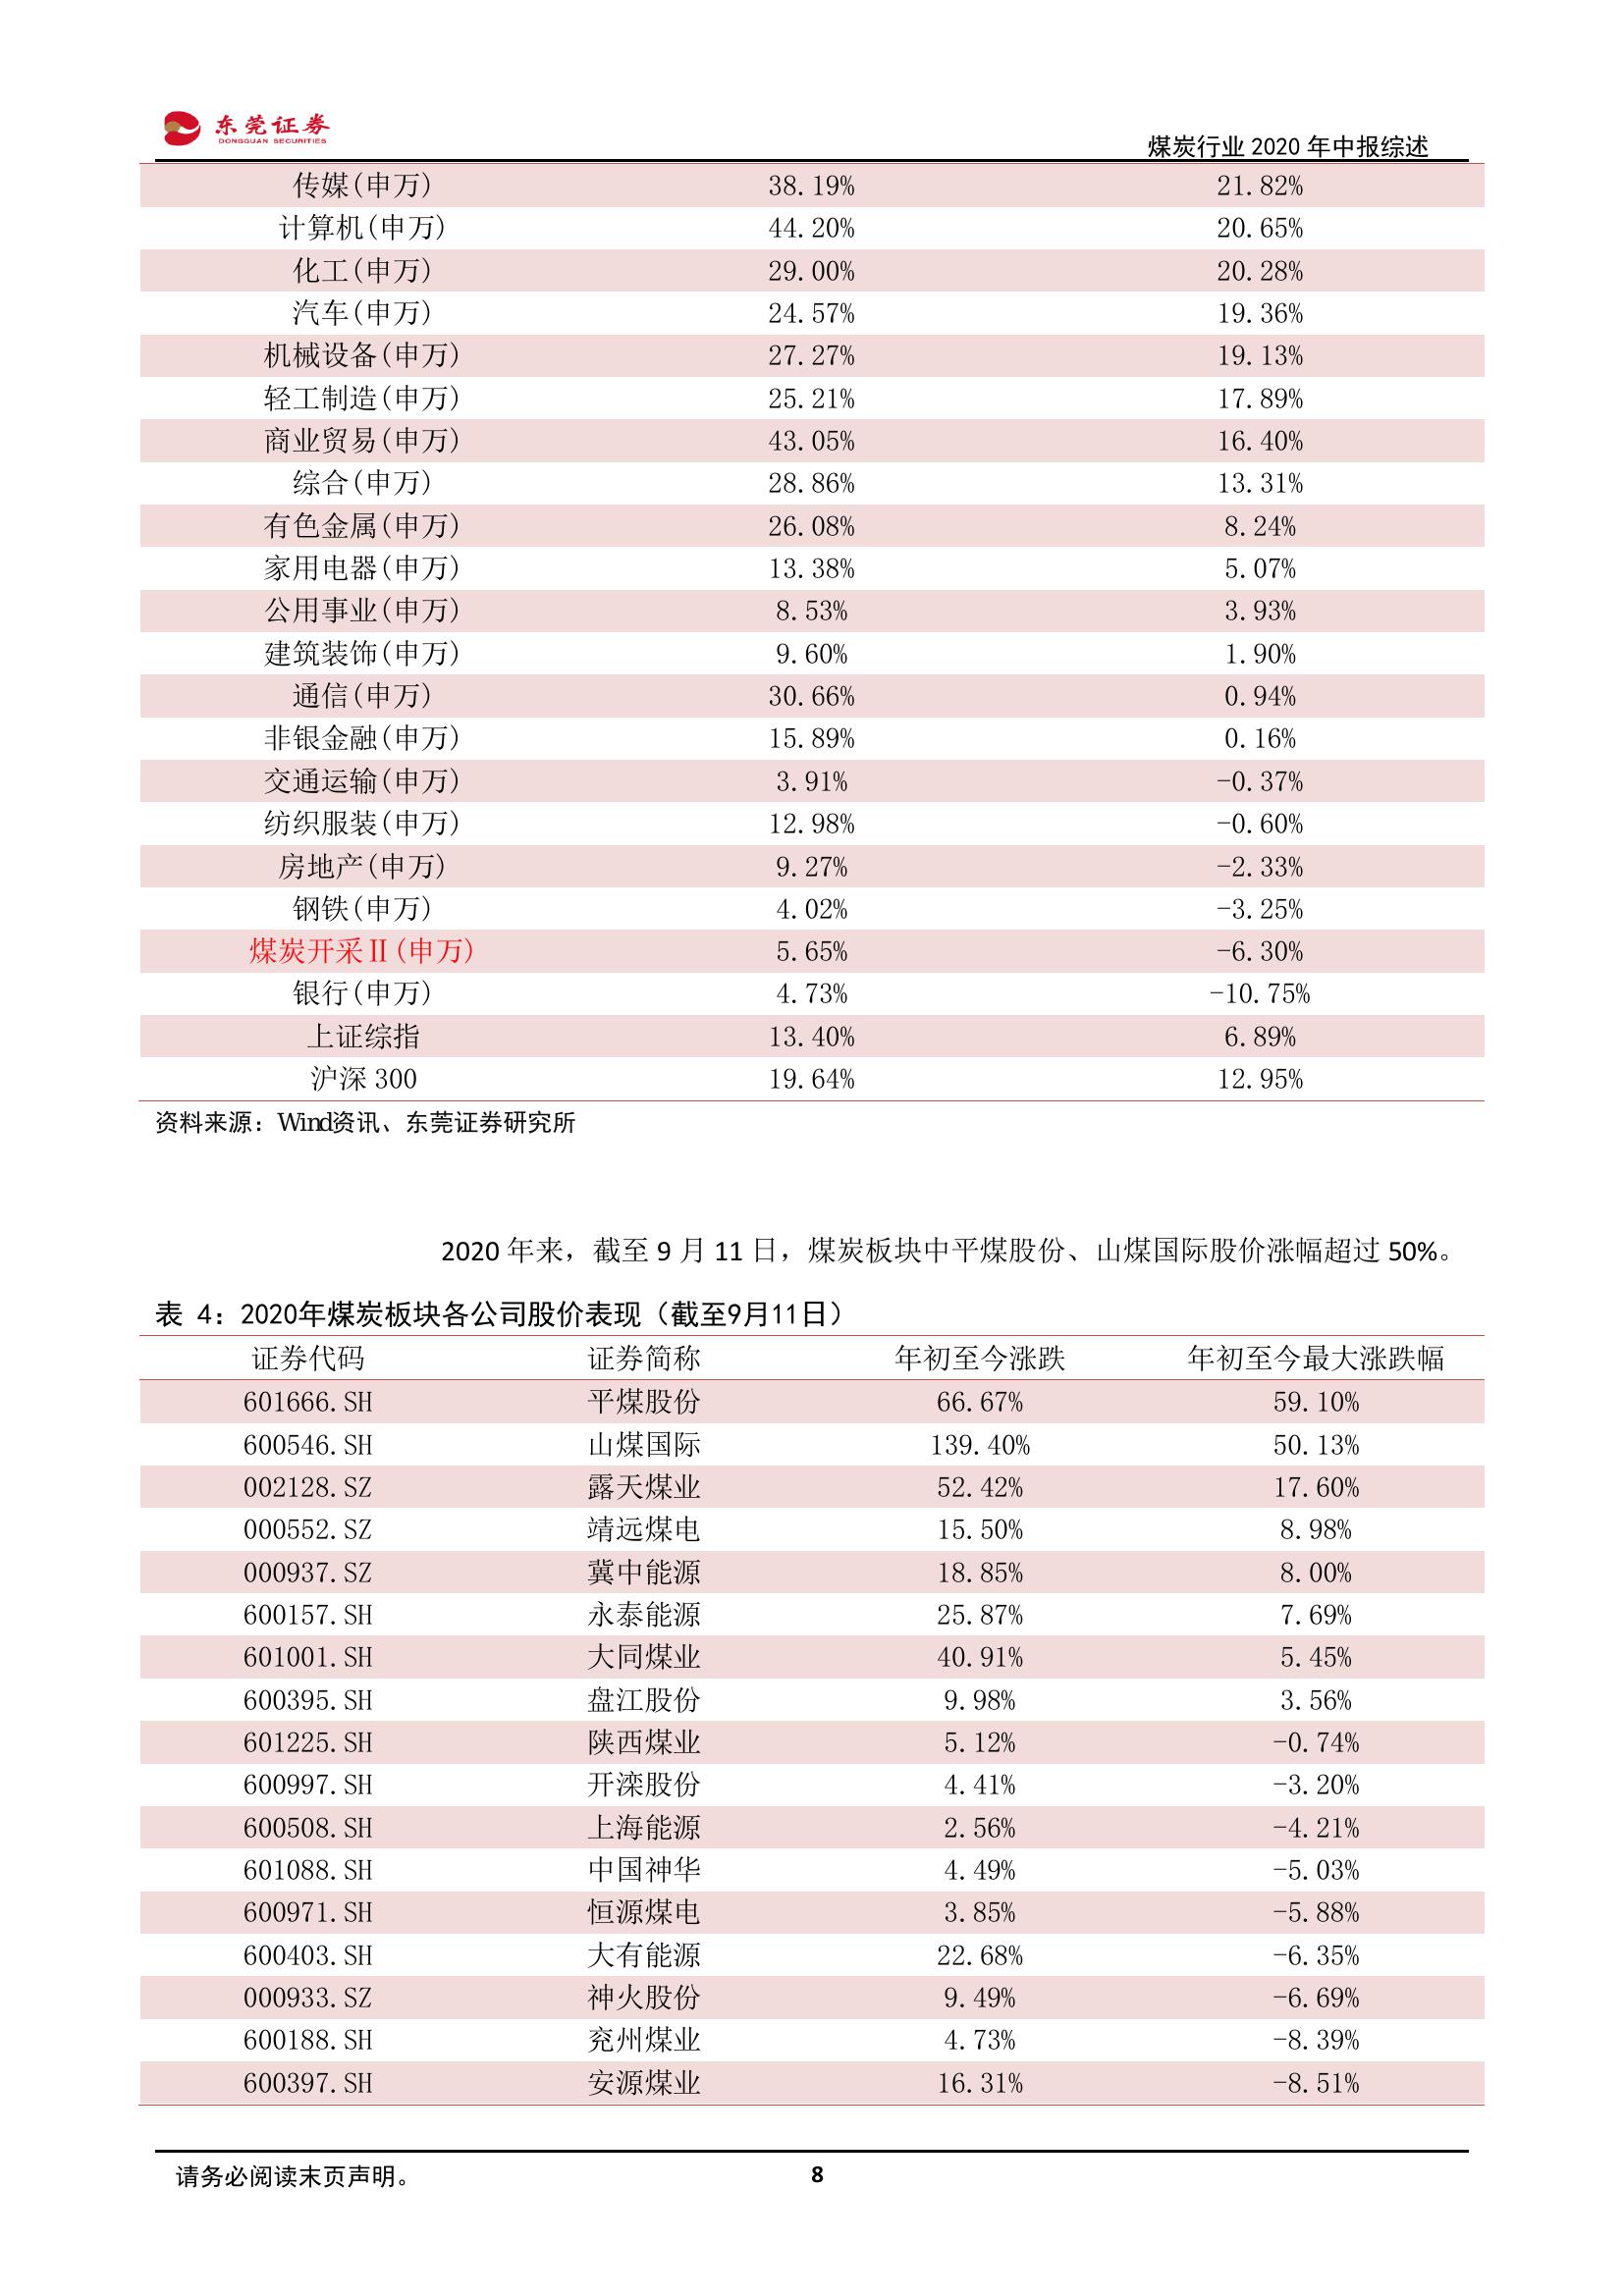 东莞证券
DONGGUAN SECURITIES
煤炭行业 2020 年中报综述
传媒(申万) 38.19% 21.82%
计算机(申万) 44.20% 20.65%
化工(申万) 29.00% 20.28%
汽车(申万) 24.57% 19.36%
机械设备(申万) 27.27% 19.13%
轻工制造(申万) 25.21% 17.89%
商业贸易(申万) 43.05% 16.40%
综合(申万) 28.86% 13.31%
有色金属(申万) 26.08% 8.24%
家用电器(申万) 13.38% 5.07%
公用事业(申万) 8.53% 3.93%
建筑装饰(申万) 9.60% 1.90%
通信(申万) 30.66% 0.94%
非银金融(申万) 15.89% 0.16%
交通运输(申万) 3.91% -0.37%
纺织服装(申万) 12.98% -0.60%
房地产(申万) 9.27% -2.33%
钢铁(申万) 4.02% -3.25%
煤炭开采Ⅱ(申万) 5.65% -6.30%
银行(申万) 4.73% -10.75%
上证综指 13.40% 6.89%
沪深 300 19.64% 12.95%
资料来源：Wind资讯、东莞证券研究所
2020 年来，截至 9 月 11 日，煤炭板块中平煤股份、山煤国际股价涨幅超过 50%。
表 4：2020年煤炭板块各公司股价表现（截至9月11日）
证券代码 证券简称 年初至今涨跌 年初至今最大涨跌幅
601666.SH 平煤股份 66.67% 59.10%
600546.SH 山煤国际 139.40% 50.13%
002128.SZ 露天煤业 52.42% 17.60%
000552.SZ 靖远煤电 15.50% 8.98%
000937.SZ 冀中能源 18.85% 8.00%
600157.SH 永泰能源 25.87% 7.69%
601001.SH 大同煤业 40.91% 5.45%
600395.SH 盘江股份 9.98% 3.56%
601225.SH 陕西煤业 5.12% -0.74%
600997.SH 开滦股份 4.41% -3.20%
600508.SH 上海能源 2.56% -4.21%
601088.SH 中国神华 4.49% -5.03%
600971.SH 恒源煤电 3.85% -5.88%
600403.SH 大有能源 22.68% -6.35%
000933.SZ 神火股份 9.49% -6.69%
600188.SH 兖州煤业 4.73% -8.39%
600397.SH 安源煤业 16.31% -8.51%
请务必阅读末页声明。 8